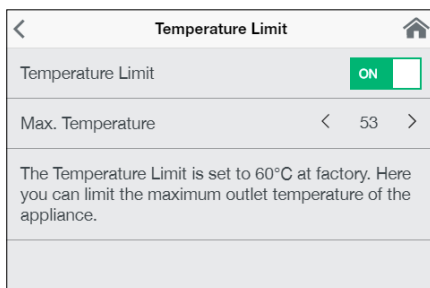 Temperature Limit
Temperature Limit ON
Max. Temperature < 53 >
The Temperature Limit is set to 60°C at factory. Here
you can limit the maximum outlet temperature of the
appliance.